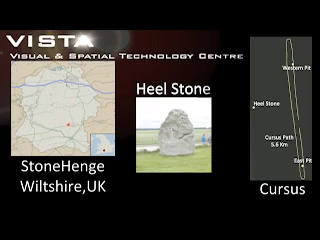 VISTA
VISUAL & SPATIAL TECHNOLOGY CENTRE
Heel Stone
StoneHenge
Wiltshire,UK
Western Pit
Heel Stone
Cursus Path
5.6 Km
East Pit
Cursus